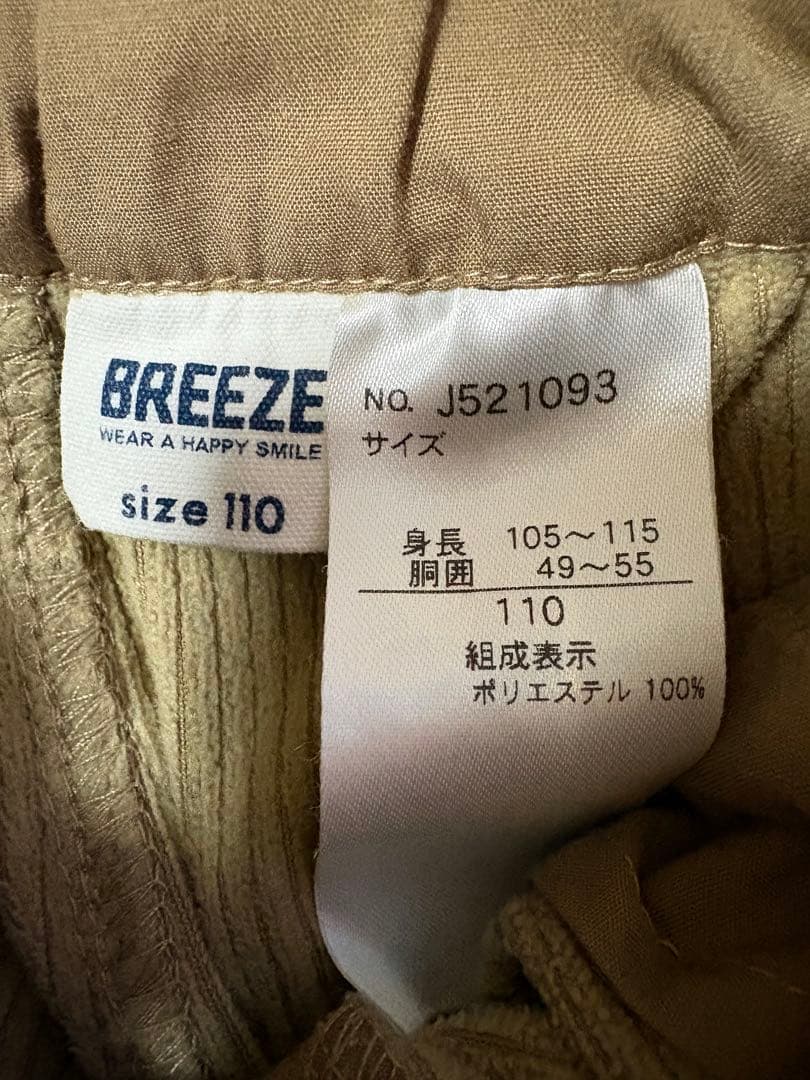 BREEZE
WEAR A HAPPY SMILE
size 110
NO. J521093
サイズ
身長 105～115
胴囲 49～55
110
組成表示
ポリエステル 100%